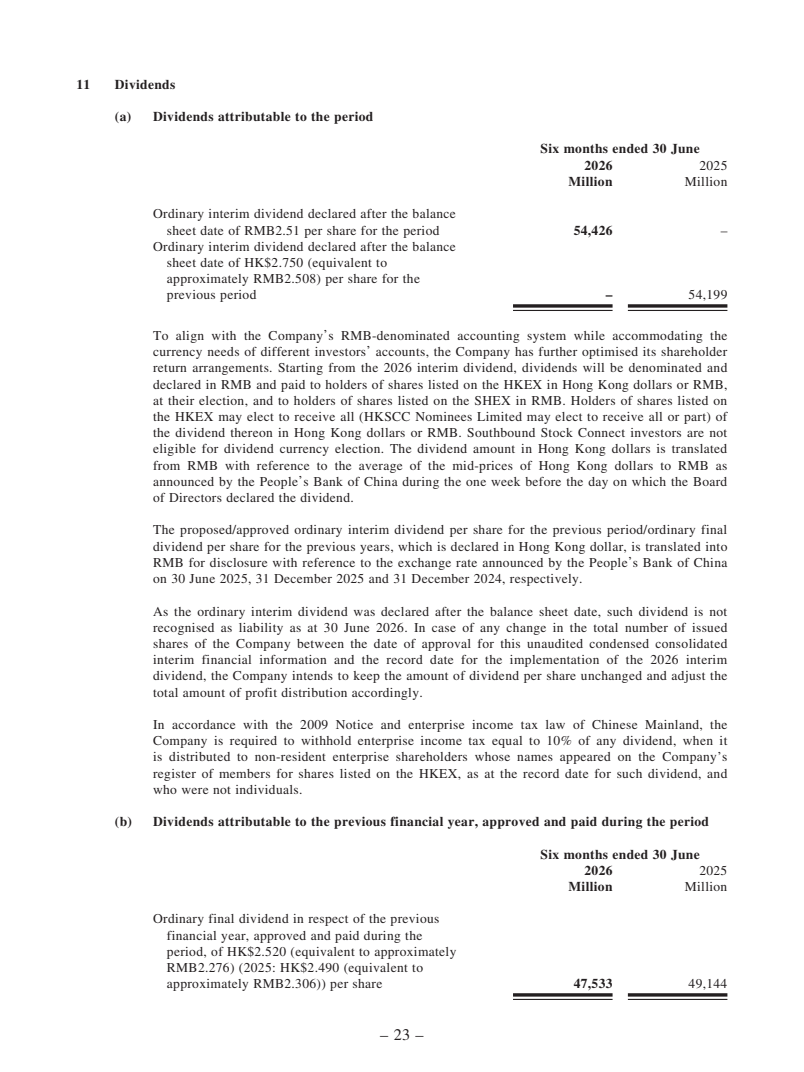 11 Dividends
(a) Dividends attributable to the period
Six months ended 30 June
2026 2025
Million Million
Ordinary interim dividend declared after the balance
sheet date of RMB2.51 per share for the period 54,426 –
Ordinary interim dividend declared after the balance
sheet date of HK$2.750 (equivalent to
approximately RMB2.508) per share for the
previous period – 54,199
To align with the Company's RMB-denominated accounting system while accommodating the
currency needs of different investors' accounts, the Company has further optimised its shareholder
return arrangements. Starting from the 2026 interim dividend, dividends will be denominated and
declared in RMB and paid to holders of shares listed on the HKEX in Hong Kong dollars or RMB,
at their election, and to holders of shares listed on the SHEX in RMB. Holders of shares listed on
the HKEX may elect to receive all (HKSCC Nominees Limited may elect to receive all or part) of
the dividend thereon in Hong Kong dollars or RMB. Southbound Stock Connect investors are not
eligible for dividend currency election. The dividend amount in Hong Kong dollars is translated
from RMB with reference to the average of the mid-prices of Hong Kong dollars to RMB as
announced by the People's Bank of China during the one week before the day on which the Board
of Directors declared the dividend.
The proposed/approved ordinary interim dividend per share for the previous period/ordinary final
dividend per share for the previous years, which is declared in Hong Kong dollar, is translated into
RMB for disclosure with reference to the exchange rate announced by the People's Bank of China
on 30 June 2025, 31 December 2025 and 31 December 2024, respectively.
As the ordinary interim dividend was declared after the balance sheet date, such dividend is not
recognised as liability as at 30 June 2026. In case of any change in the total number of issued
shares of the Company between the date of approval for this unaudited condensed consolidated
interim financial information and the record date for the implementation of the 2026 interim
dividend, the Company intends to keep the amount of dividend per share unchanged and adjust the
total amount of profit distribution accordingly.
In accordance with the 2009 Notice and enterprise income tax law of Chinese Mainland, the
Company is required to withhold enterprise income tax equal to 10% of any dividend, when it
is distributed to non-resident enterprise shareholders whose names appeared on the Company's
register of members for shares listed on the HKEX, as at the record date for such dividend, and
who were not individuals.
(b) Dividends attributable to the previous financial year, approved and paid during the period
Six months ended 30 June
2026 2025
Million Million
Ordinary final dividend in respect of the previous
financial year, approved and paid during the
period, of HK$2.520 (equivalent to approximately
RMB2.276) (2025: HK$2.490 (equivalent to
approximately RMB2.306)) per share 47,533 49,144
– 23 –